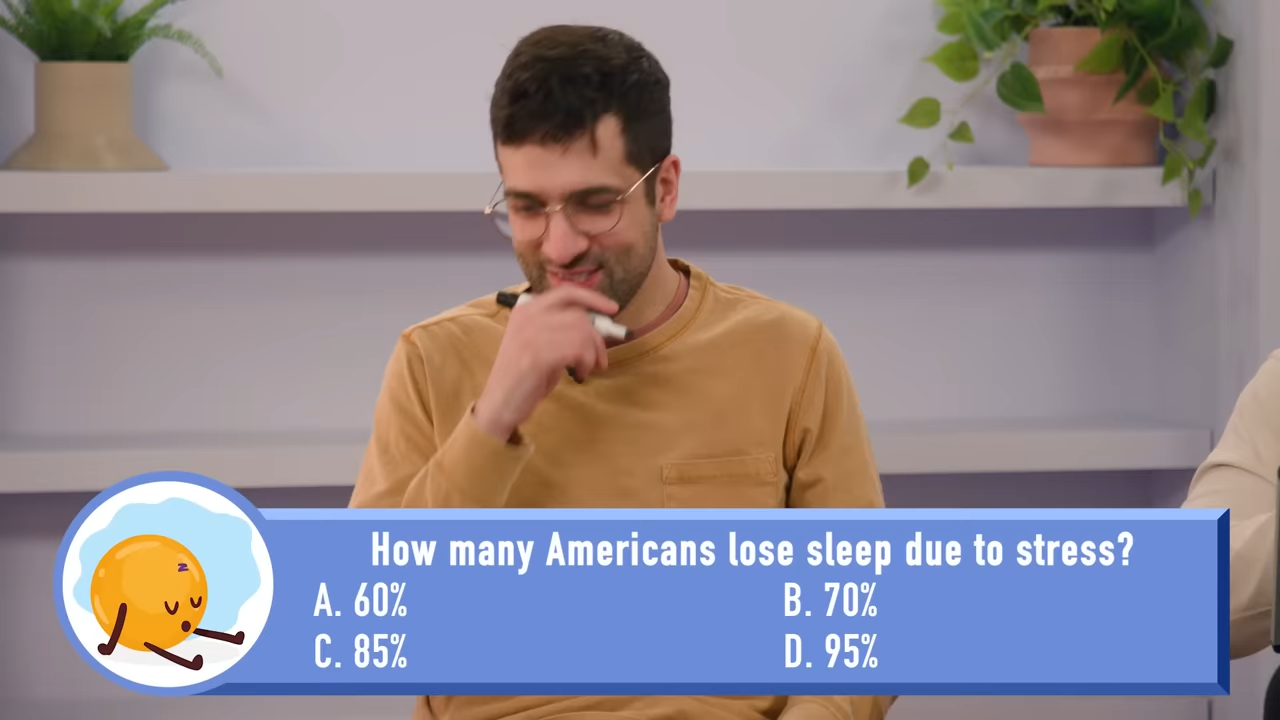 How many Americans lose sleep due to stress?
A. 60%
B. 70%
C. 85%
D. 95%
z